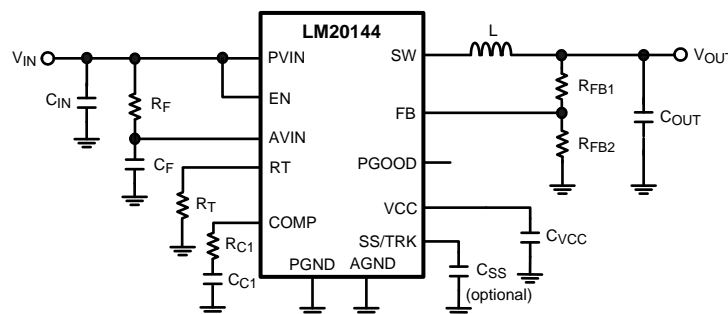 LM20144
VIN
PVIN
SW
L
VOUT
CIN
RF
EN
RFB1
COUT
FB
AVIN
RFB2
CF
RT
PGOOD
RT
VCC
COMP
RC1
SS/TRK
CVCC
CC1
PGND
AGND
CSS
(optional)